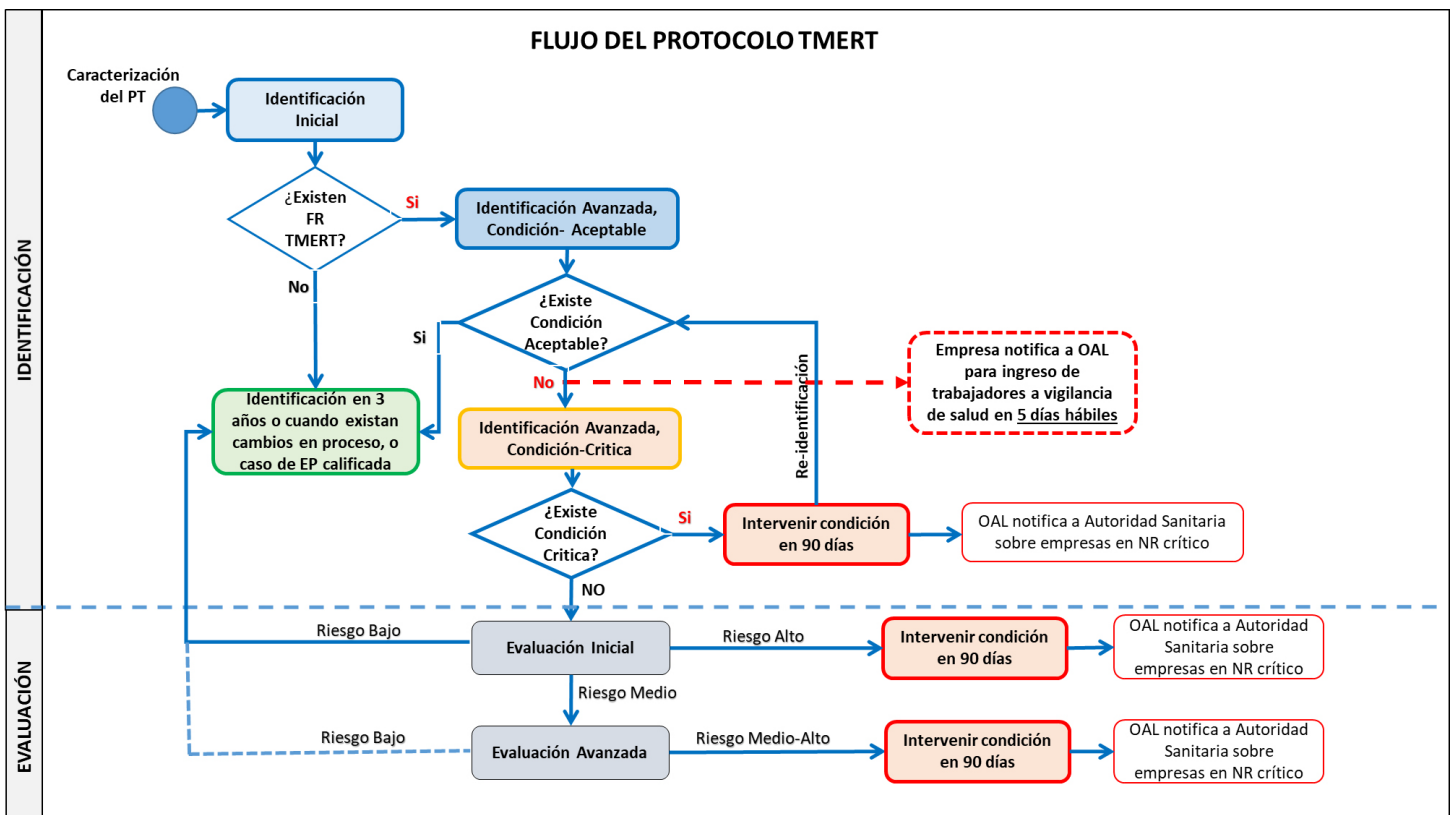 FLUJO DEL PROTOCOLO TMERT
IDENTIFICACIÓN
Caracterización
del PT
Identificación
Inicial
¿Existen
FR
TMERT?
Si
No
Identificación Avanzada,
Condición- Aceptable
¿Existe
Condición
Aceptable?
Si
No
Empresa notifica a OAL
para ingreso de
trabajadores a vigilancia
de salud en 5 días hábiles
Re-identificación
Identificación en 3
años o cuando existan
cambios en proceso, o
caso de EP calificada
Identificación Avanzada,
Condición-Critica
¿Existe
Condición
Critica?
Si
Intervenir condición
en 90 días
OAL notifica a Autoridad Sanitaria
sobre empresas en NR crítico
NO
EVALUACIÓN
Riesgo Bajo
Evaluación Inicial
Riesgo Alto
Intervenir condición
en 90 días
OAL notifica a Autoridad
Sanitaria sobre
empresas en NR crítico
Riesgo Medio
Riesgo Bajo
Evaluación Avanzada
Riesgo Medio-Alto
Intervenir condición
en 90 días
OAL notifica a Autoridad
Sanitaria sobre
empresas en NR crítico